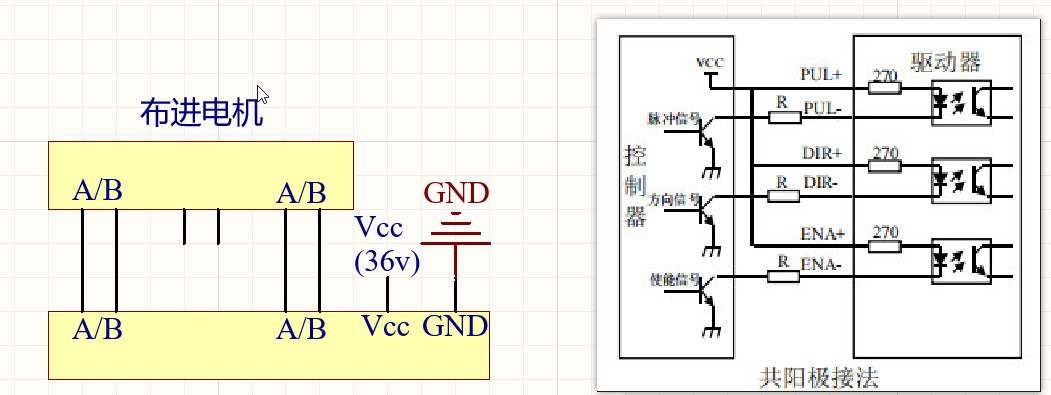 布进电机
A/B
A/B
GND
Vcc
(36v)
A/B
A/B
Vcc
GND
VCC
PUL+
270
驱动器
脉冲信号
R
PUL-
控制器
DIR+
270
方向信号
R
DIR-
ENA+
270
使能信号
R
ENA-
共阳极接法